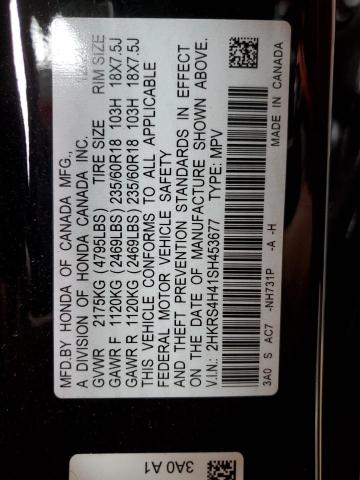 MFD.BY HONDA OF CANADA MFG.,
A DIVISION OF HONDA CANADA INC.
TIRE SIZE RIM SIZE
GVWR 2175KG (4795LBS)
GAWR F 1120KG (2469LBS) 235/60R18 103H 18X7.5J
GAWR R 1120KG (2469LBS) 235/60R18 103H 18X7.5J
THIS VEHICLE CONFORMS TO ALL APPLICABLE
FEDERAL MOTOR VEHICLE SAFETY
AND THEFT PREVENTION STANDARDS IN EFFECT
ON THE DATE OF MANUFACTURE SHOWN ABOVE.
V.I.N.: 2HKRS4H41SH453677 TYPE: MPV
3A0 S AC7 -NH731P -A -H MADE IN CANADA
3A0 A1